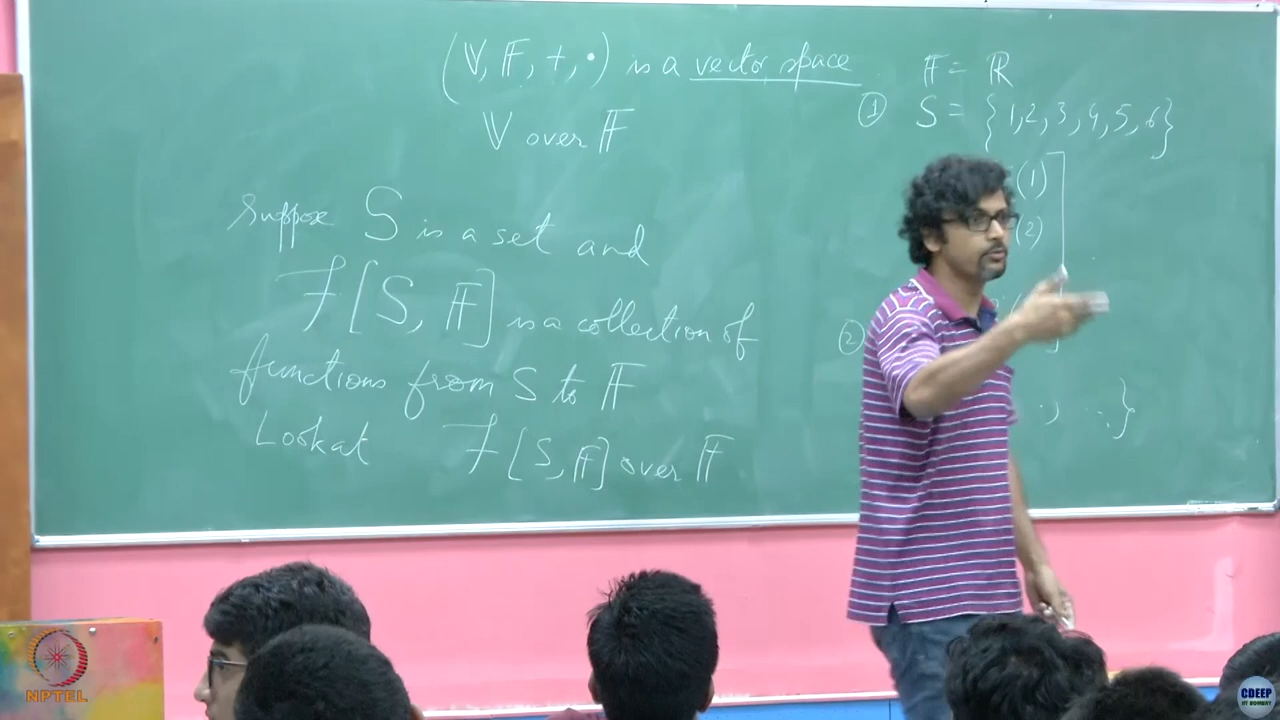 (𝕍, 𝔽, +, ·) is a vector space
𝕍 over 𝔽
Suppose S is a set and
ℱ[S, 𝔽] is a collection of
functions from S to 𝔽
Look at ℱ[S, 𝔽] over 𝔽
𝔽 = ℝ
① S = {1, 2, 3, 4, 5, 6}
(1)
(2)
②
NPTEL
CDEEP
IIT BOMBAY